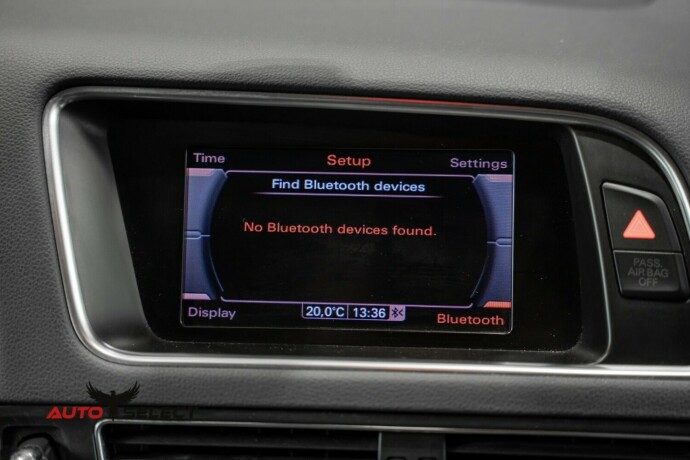 Time Setup Settings
Find Bluetooth devices
No Bluetooth devices found.
Display 20,0°C 13:36 Bluetooth
PASS.
AIR BAG
OFF
AUTO SELECT